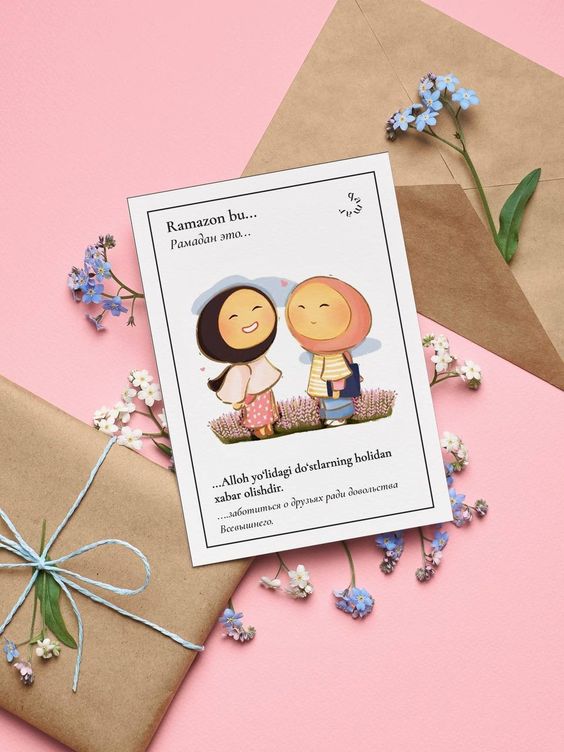 Ramazon bu...
Рамадан это...
...Alloh yo'lidagi do'stlarning holidan
xabar olishdir.
....заботиться о друзьях ради довольства
Всевышнего.